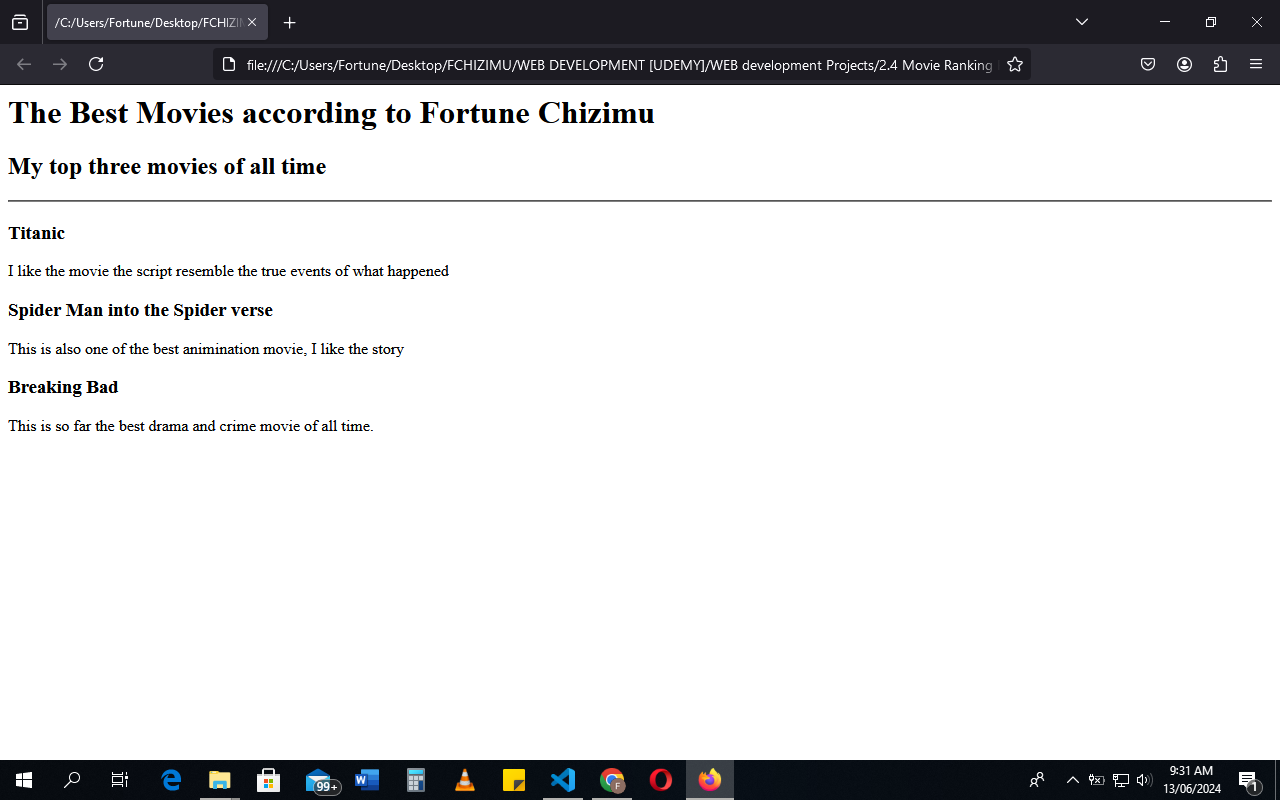 /C:/Users/Fortune/Desktop/FCHIZI
file:///C:/Users/Fortune/Desktop/FCHIZIMU/WEB DEVELOPMENT [UDEMY]/WEB development Projects/2.4 Movie Ranking
The Best Movies according to Fortune Chizimu
My top three movies of all time
Titanic
I like the movie the script resemble the true events of what happened
Spider Man into the Spider verse
This is also one of the best animination movie, I like the story
Breaking Bad
This is so far the best drama and crime movie of all time.
99+
F
9:31 AM
13/06/2024
1